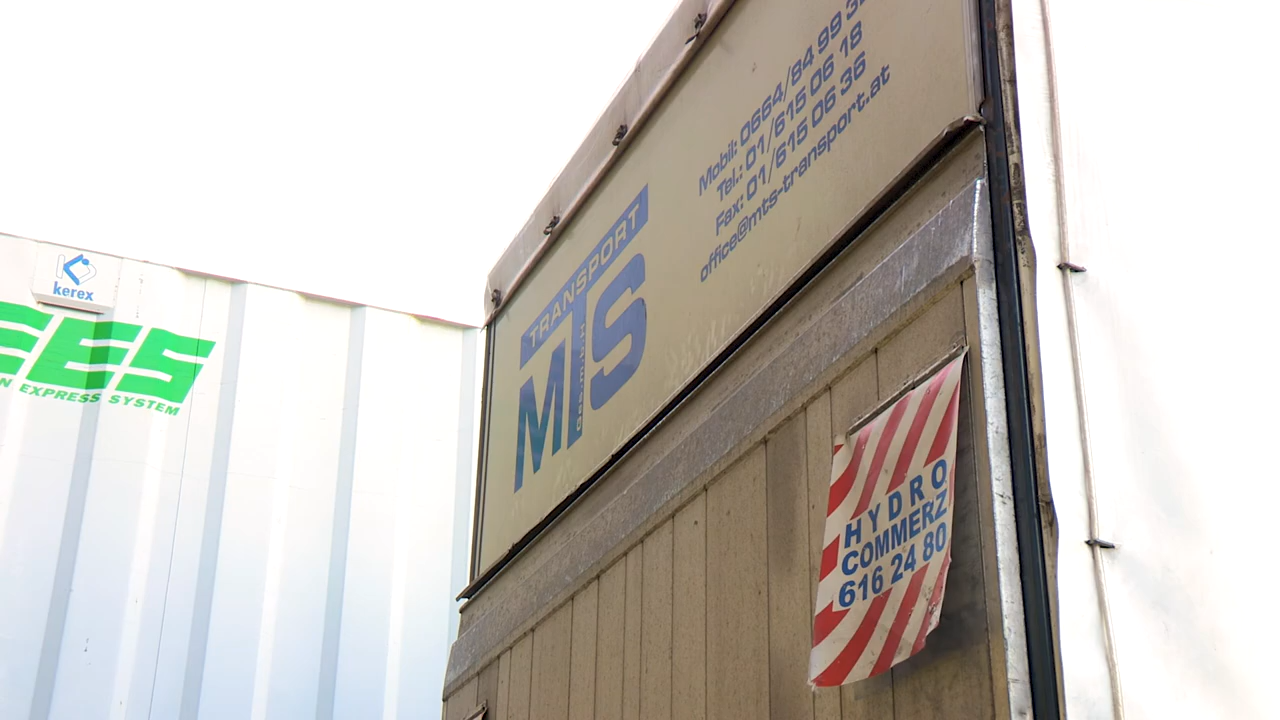 kerex
EXPRESS SYSTEM
TRANSPORT
MTS
Ges.m.b.H
Mobil: 0664/84 99
Tel.: 01/615 06 18
Fax: 01/615 06 36
office@mts-transport.at
HYDRO
COMMERZ
616 24 80